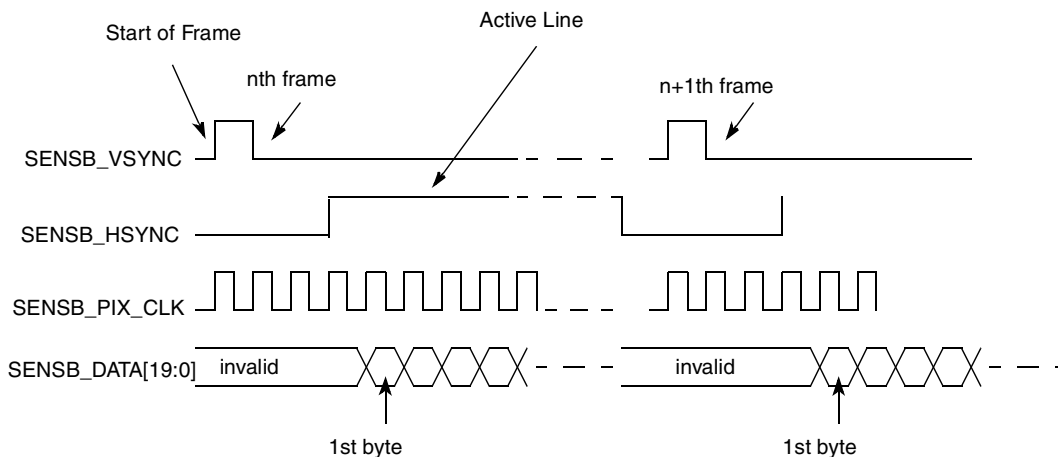 Active Line
Start of Frame
nth frame
n+1th frame
SENSB_VSYNC
SENSB_HSYNC
SENSB_PIX_CLK
SENSB_DATA[19:0]
invalid
invalid
1st byte
1st byte